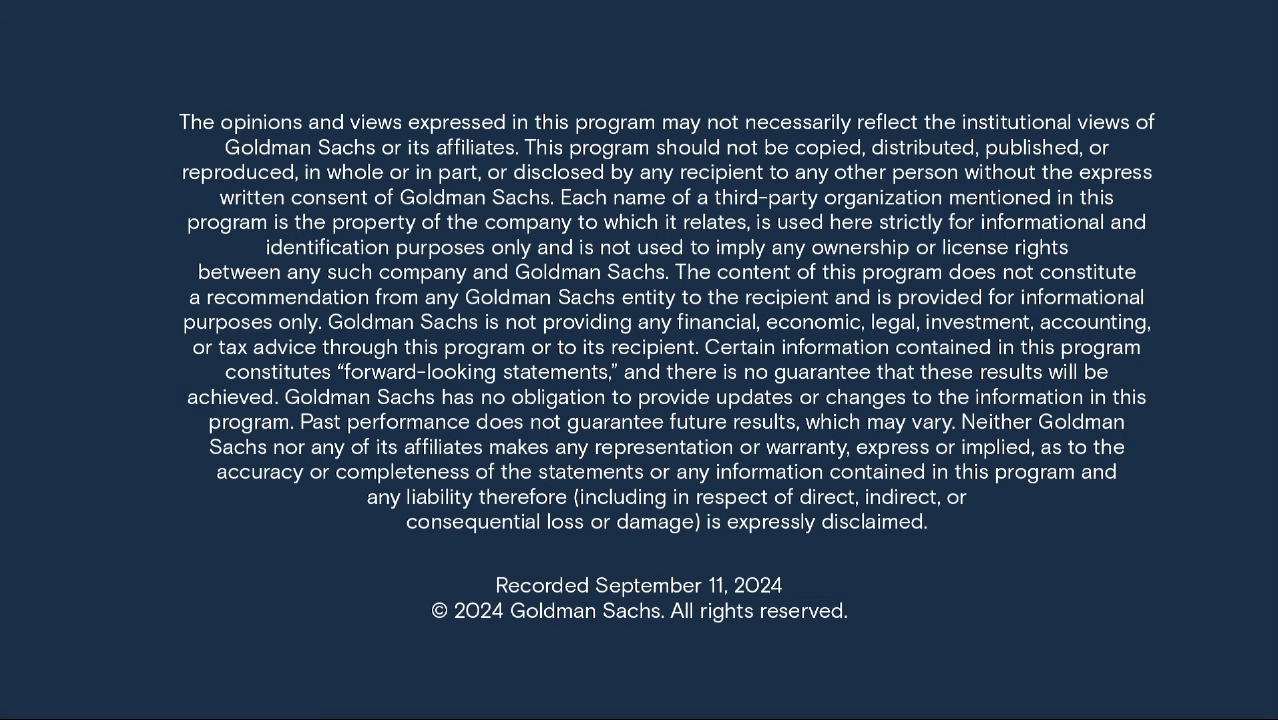 The opinions and views expressed in this program may not necessarily reflect the institutional views of
Goldman Sachs or its affiliates. This program should not be copied, distributed, published, or
reproduced, in whole or in part, or disclosed by any recipient to any other person without the express
written consent of Goldman Sachs. Each name of a third-party organization mentioned in this
program is the property of the company to which it relates, is used here strictly for informational and
identification purposes only and is not used to imply any ownership or license rights
between any such company and Goldman Sachs. The content of this program does not constitute
a recommendation from any Goldman Sachs entity to the recipient and is provided for informational
purposes only. Goldman Sachs is not providing any financial, economic, legal, investment, accounting,
or tax advice through this program or to its recipient. Certain information contained in this program
constitutes “forward-looking statements,” and there is no guarantee that these results will be
achieved. Goldman Sachs has no obligation to provide updates or changes to the information in this
program. Past performance does not guarantee future results, which may vary. Neither Goldman
Sachs nor any of its affiliates makes any representation or warranty, express or implied, as to the
accuracy or completeness of the statements or any information contained in this program and
any liability therefore (including in respect of direct, indirect, or
consequential loss or damage) is expressly disclaimed.
Recorded September 11, 2024
© 2024 Goldman Sachs. All rights reserved.